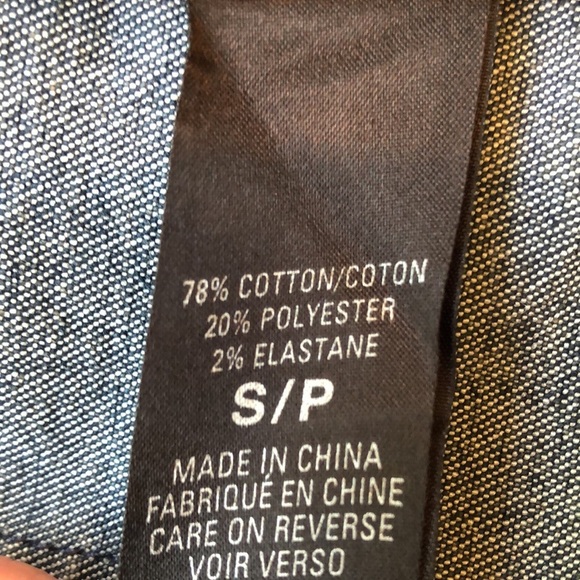 78% COTTON/COTON
20% POLYESTER
2% ELASTANE
S/P
MADE IN CHINA
FABRIQUÉ EN CHINE
CARE ON REVERSE
VOIR VERSO